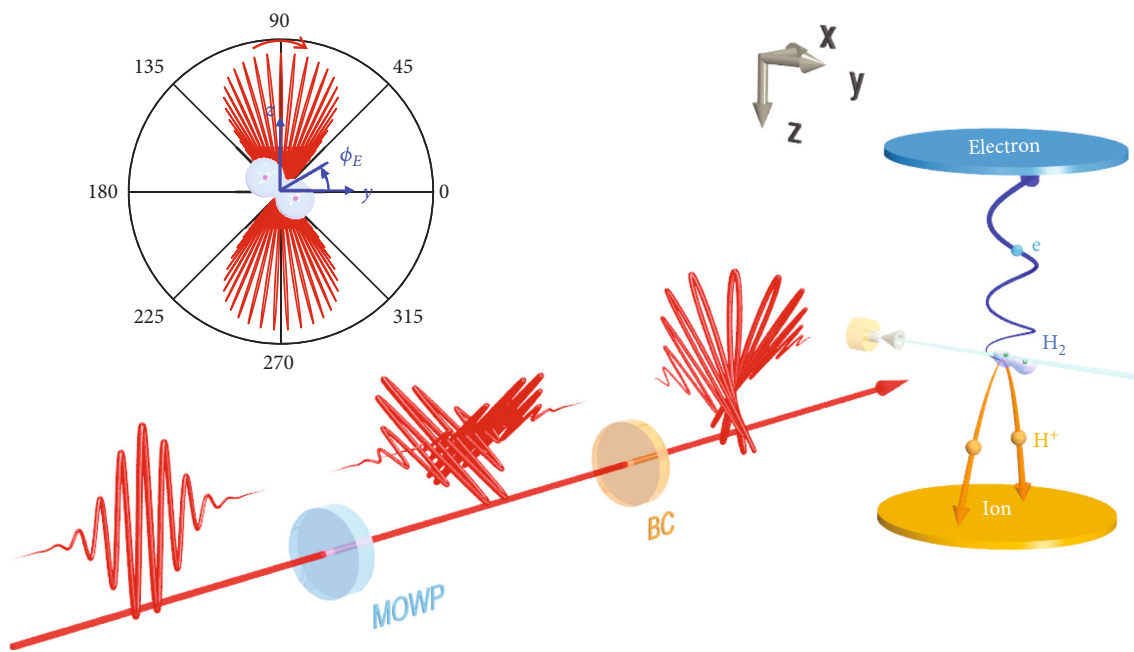 90
135
45
z
ϕE
180
y
0
225
315
270
x
y
z
Electron
e
H2
H+
Ion
MOWP
BC